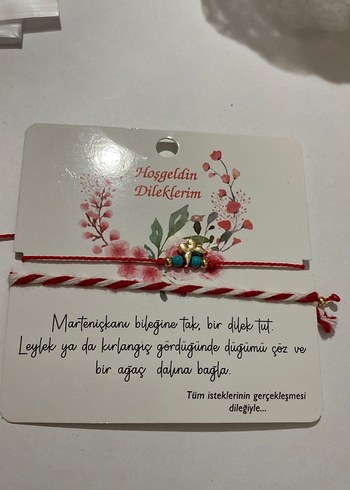 Hoşgeldin
Dileklerim
Marteniçkanı bileğine tak, bir dilek tut.
Leylek ya da kırlangıç gördüğünde düğümü çöz ve
bir ağaç dalına bağla.
Tüm isteklerinin gerçekleşmesi
dileğiyle...